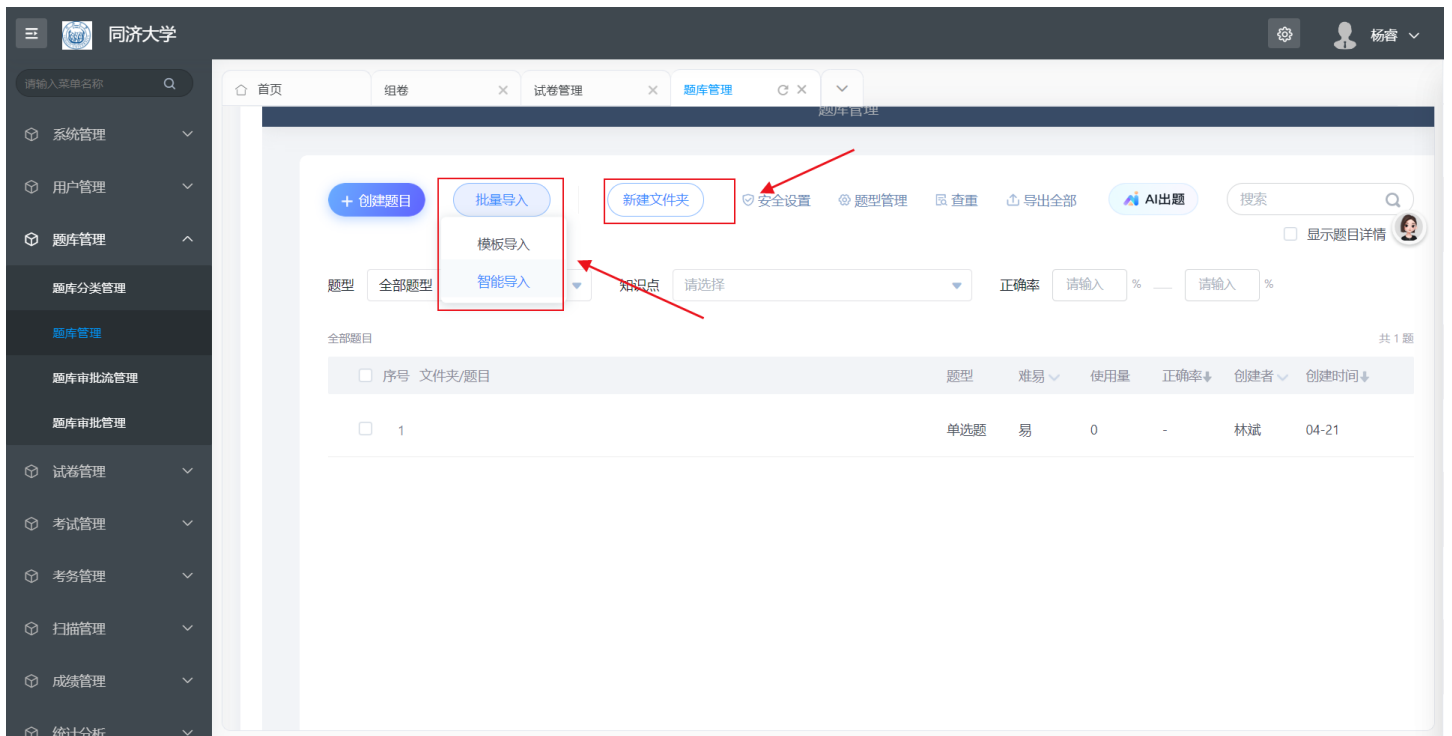 同济大学
杨睿
请输入菜单名称
首页
组卷
试卷管理
题库管理
题库管理
系统管理
用户管理
题库管理
题库分类管理
题库管理
题库审批流管理
题库审批管理
试卷管理
考试管理
考务管理
扫描管理
成绩管理
统计分析
+ 创建题目
批量导入
模板导入
智能导入
新建文件夹
安全设置
题型管理
查重
导出全部
AI出题
搜索
显示题目详情
题型
全部题型
知识点
请选择
正确率
请输入
%
请输入
%
全部题目
共 1 题
序号 文件夹/题目 题型 难易 使用量 正确率 创建者 创建时间
1 单选题 易 0 - 林斌 04-21